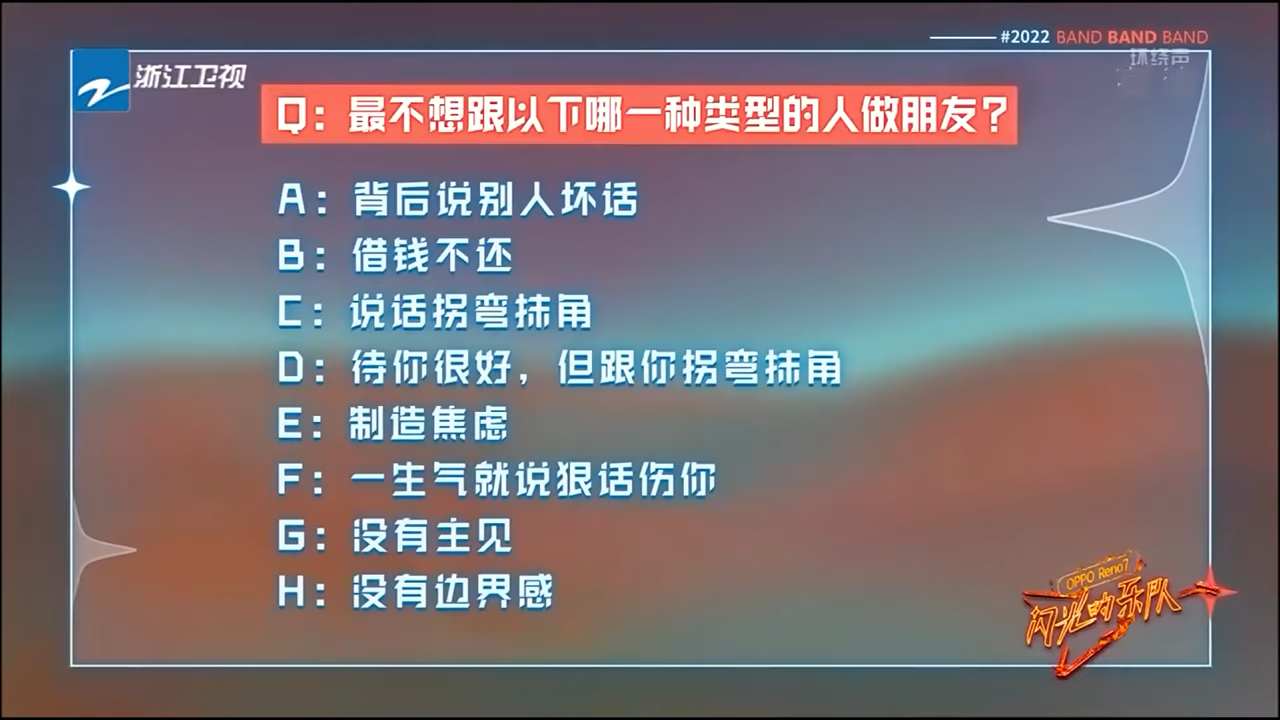 #2022 BAND BAND BAND
环绕声
浙江卫视
Q：最不想跟以下哪一种类型的人做朋友？
A：背后说别人坏话
B：借钱不还
C：说话拐弯抹角
D：待你很好，但跟你拐弯抹角
E：制造焦虑
F：一生气就说狠话伤你
G：没有主见
H：没有边界感
OPPO Reno7
闪光的乐队